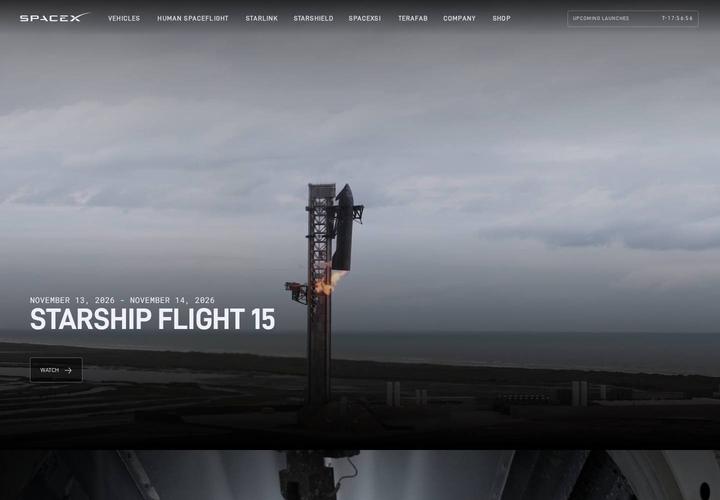 SPACEX
VEHICLES
HUMAN SPACEFLIGHT
STARLINK
STARSHIELD
SPACEXSI
TERAFAB
COMPANY
SHOP
UPCOMING LAUNCHES
T-17:56:56
NOVEMBER 13, 2026 - NOVEMBER 14, 2026
STARSHIP FLIGHT 15
WATCH